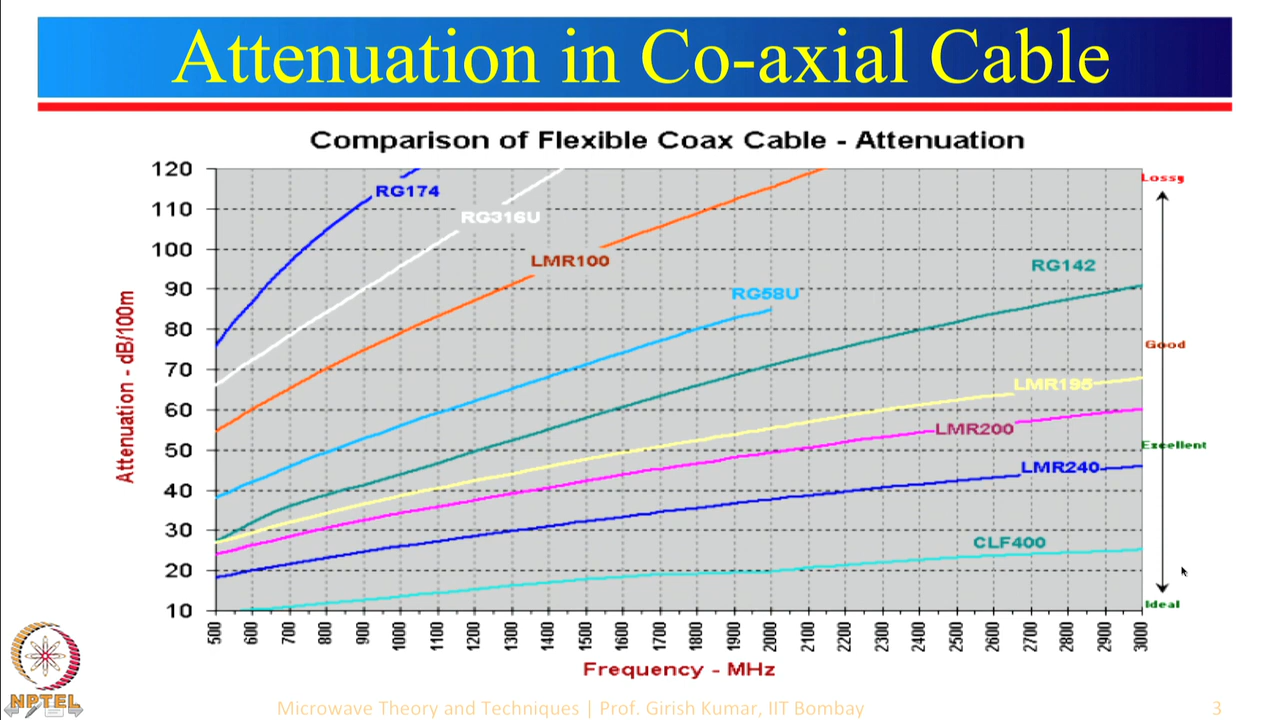 Attenuation in Co-axial Cable
Comparison of Flexible Coax Cable - Attenuation
Attenuation - dB/100m
120
110
100
90
80
70
60
50
40
30
20
10
RG174
RG316U
LMR100
RG58U
RG142
LMR195
LMR200
LMR240
CLF400
Lossy
Good
Excellent
Ideal
500 600 700 800 900 1000 1100 1200 1300 1400 1500 1600 1700 1800 1900 2000 2100 2200 2300 2400 2500 2600 2700 2800 2900 3000
Frequency - MHz
NPTEL
Microwave Theory and Techniques | Prof. Girish Kumar, IIT Bombay
3